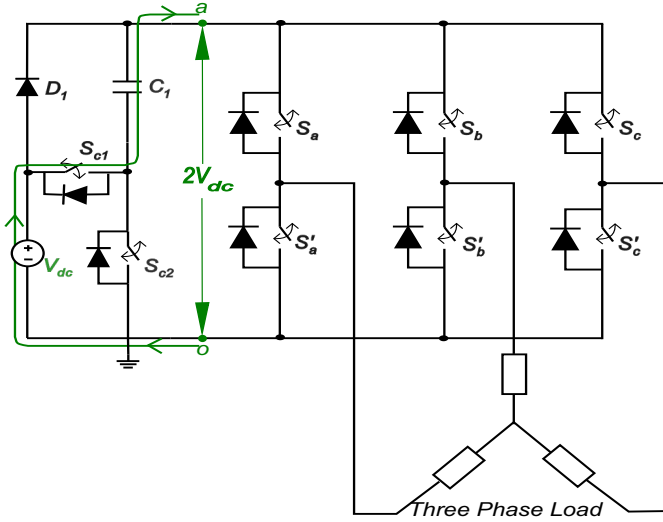 a
D1
C1
Sa
Sb
Sc
Sc1
2Vdc
Vdc
Sc2
S'a
S'b
S'c
o
Three Phase Load